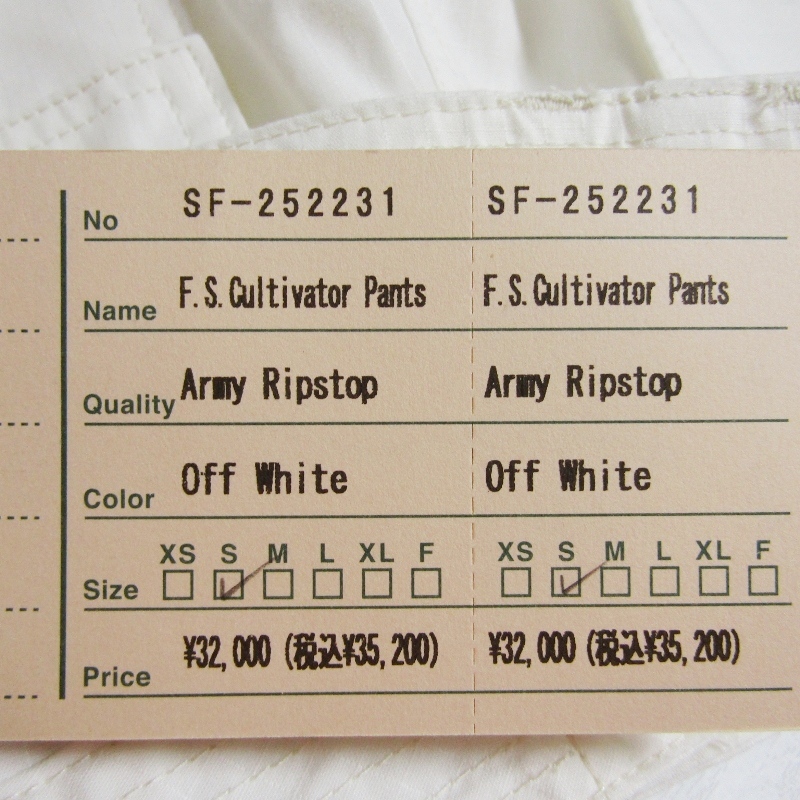 No SF-252231 SF-252231
Name F.S.Cultivator Pants F.S.Cultivator Pants
Quality Army Ripstop Army Ripstop
Color Off White Off White
XS S M L XL F XS S M L XL F
Size
Price ¥32,000 (税込¥35,200) ¥32,000 (税込¥35,200)